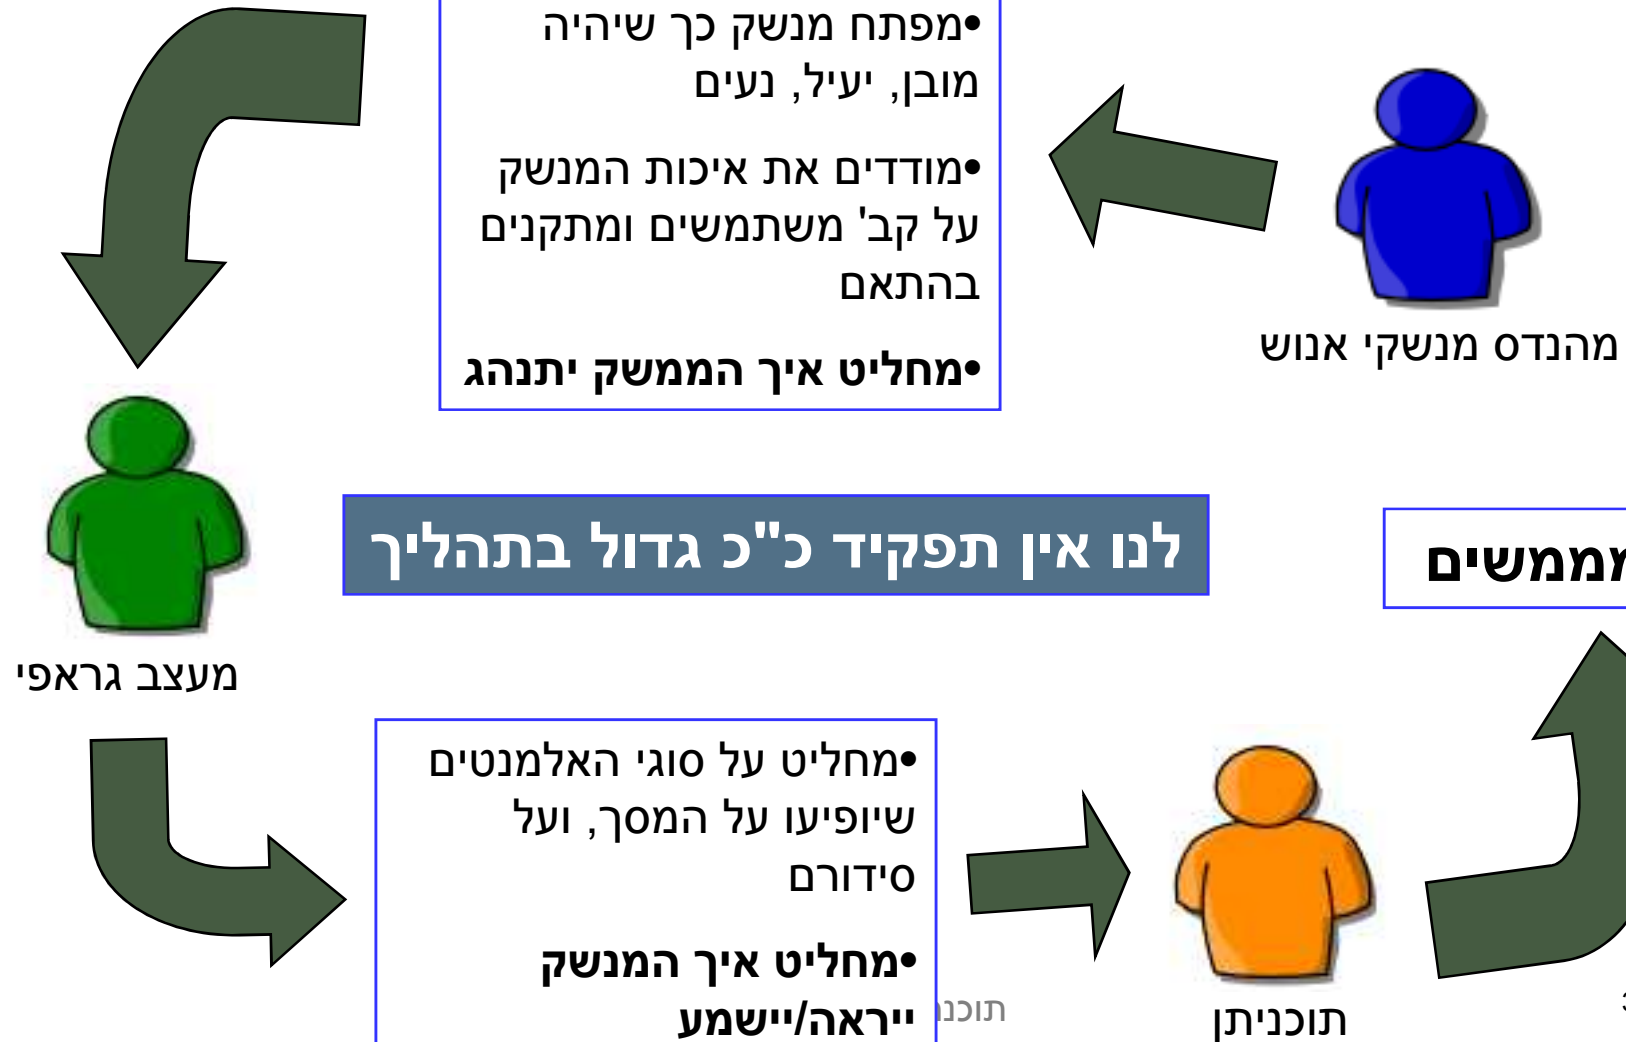 •מפתח מנשק כך שיהיה
מובן, יעיל, נעים
•מודדים את איכות המנשק
על קב' משתמשים ומתקנים
בהתאם
•מחליט איך הממשק יתנהג
מהנדס מנשקי אנוש
לנו אין תפקיד כ"כ גדול בתהליך
מממשים
מעצב גראפי
•מחליט על סוגי האלמנטים
שיופיעו על המסך, ועל
סידורם
•מחליט איך המנשק
ייראה/יישמע
תוכניתן